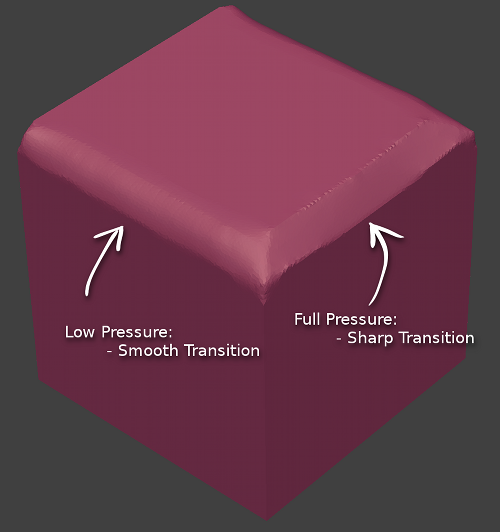 Low Pressure:
- Smooth Transition
Full Pressure:
- Sharp Transition